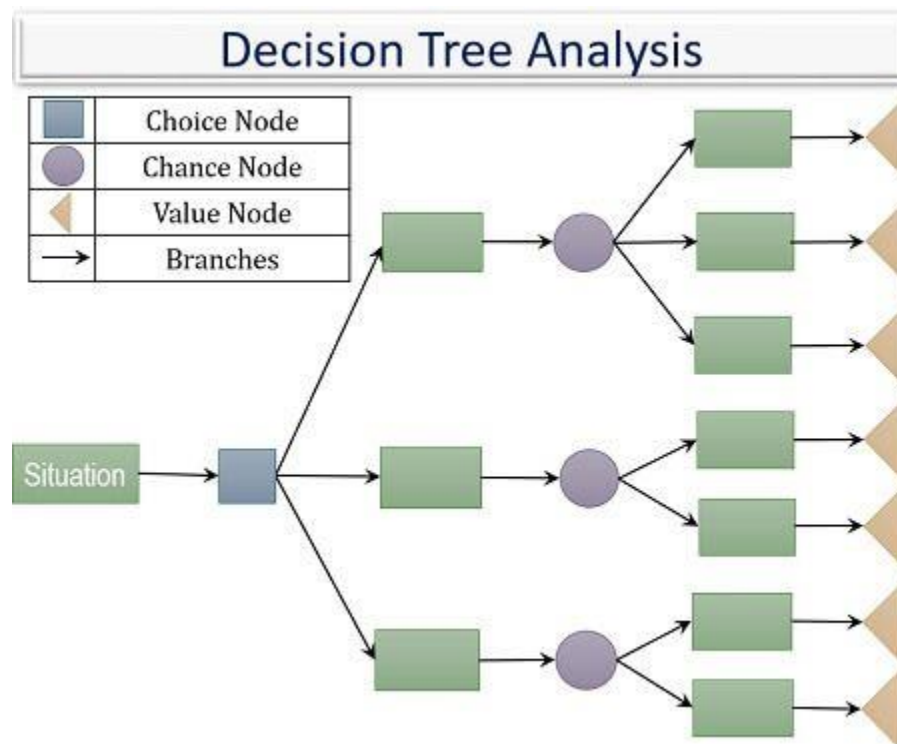 Decision Tree Analysis
Choice Node
Chance Node
Value Node
Branches
Situation